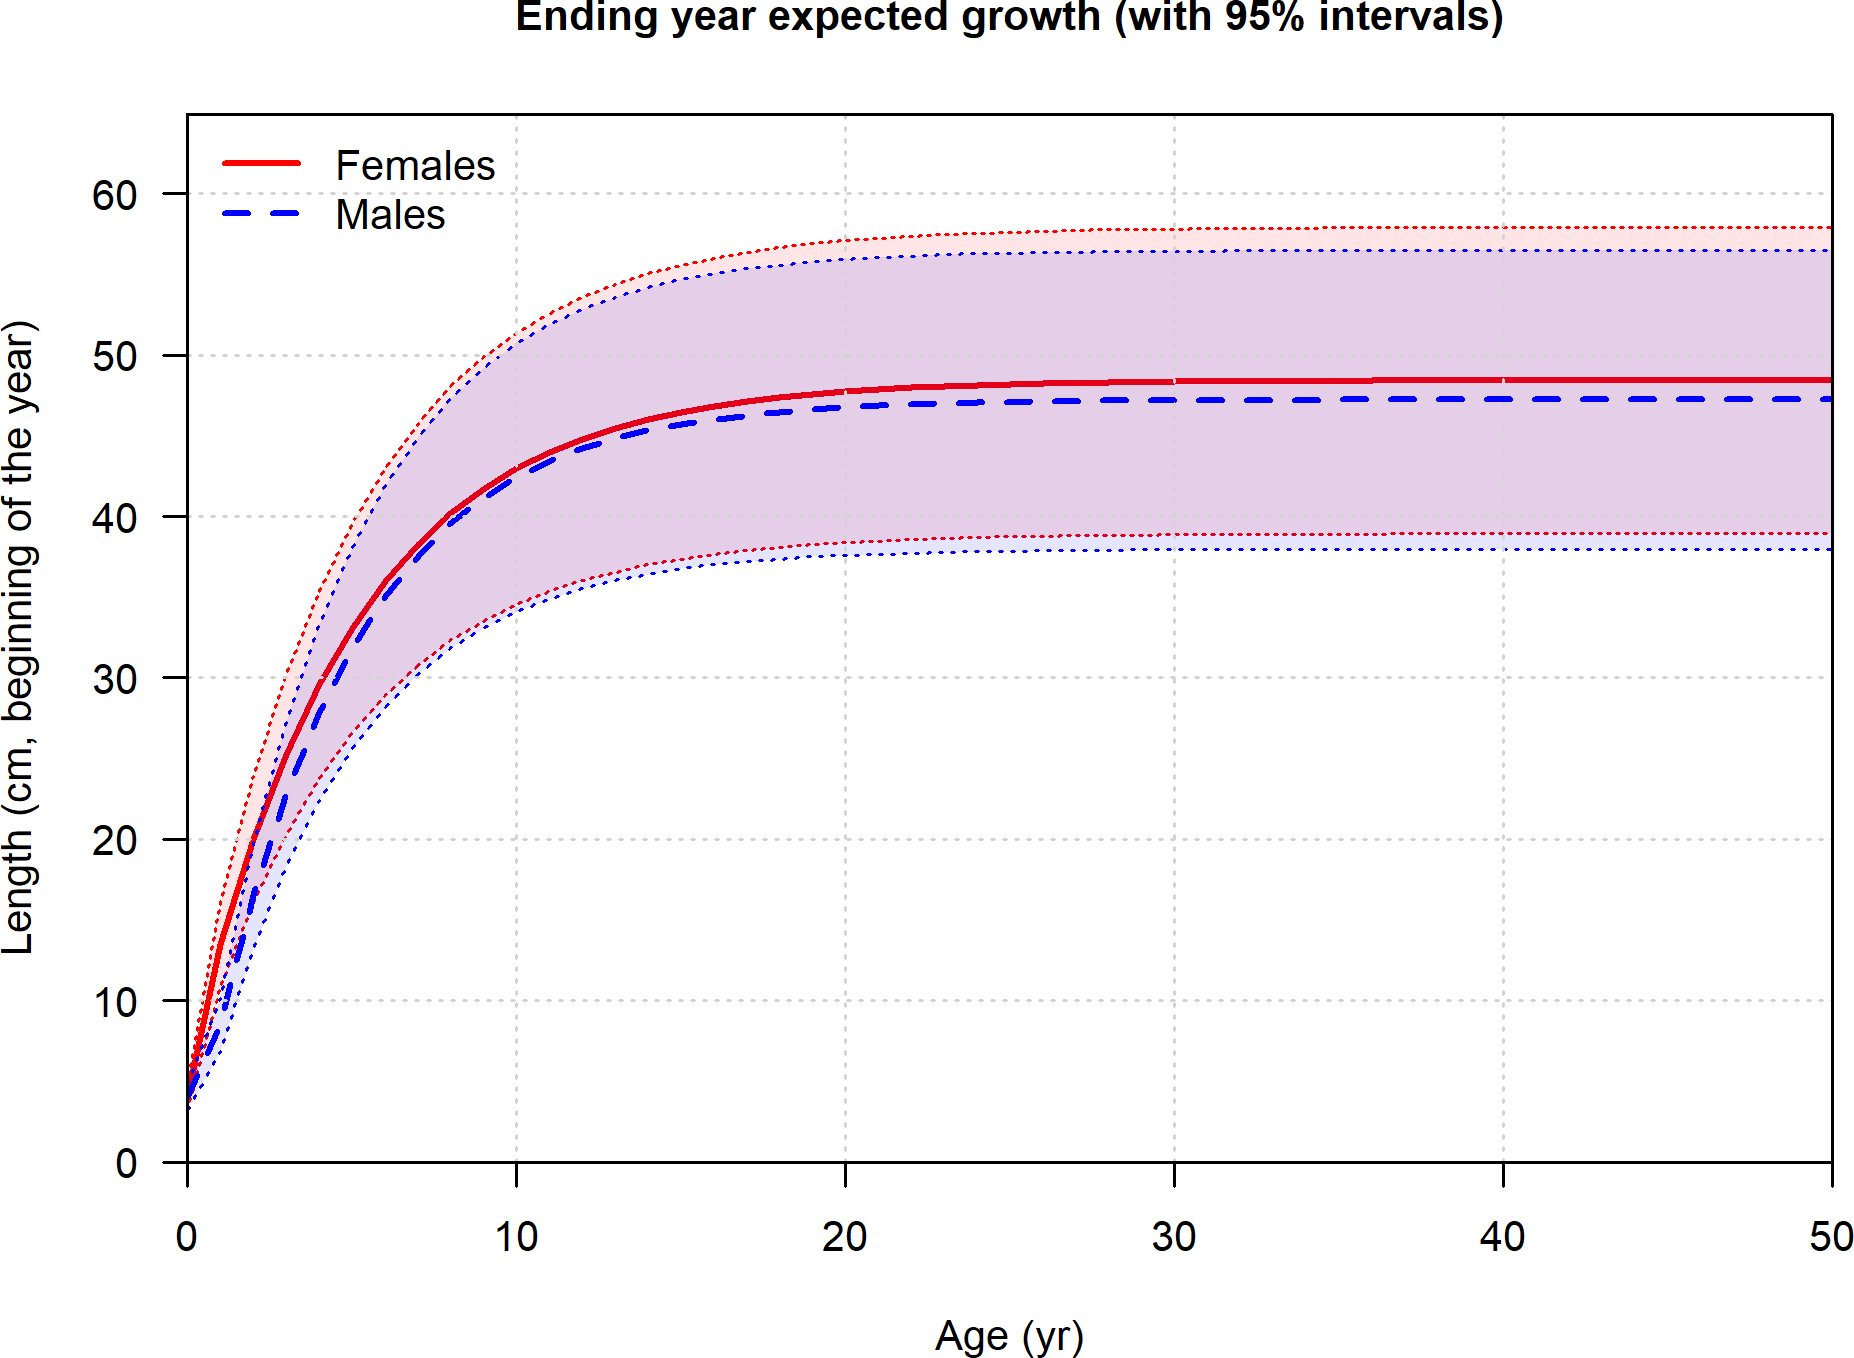 Ending year expected growth (with 95% intervals)
Females
Males
Length (cm, beginning of the year)
60
50
40
30
20
10
0
0 10 20 30 40 50
Age (yr)